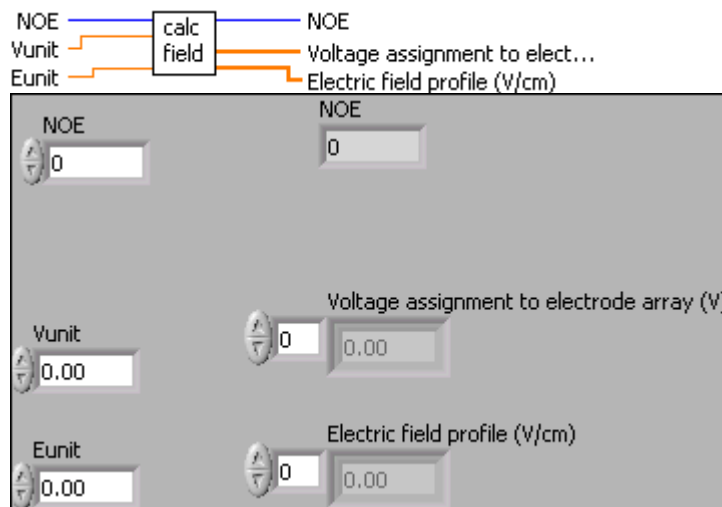 NOE
Vunit
Eunit
calc
field
NOE
Voltage assignment to elect...
Electric field profile (V/cm)
NOE
0
NOE
0
Vunit
0.00
Voltage assignment to electrode array (V
0
0.00
Eunit
0.00
Electric field profile (V/cm)
0
0.00